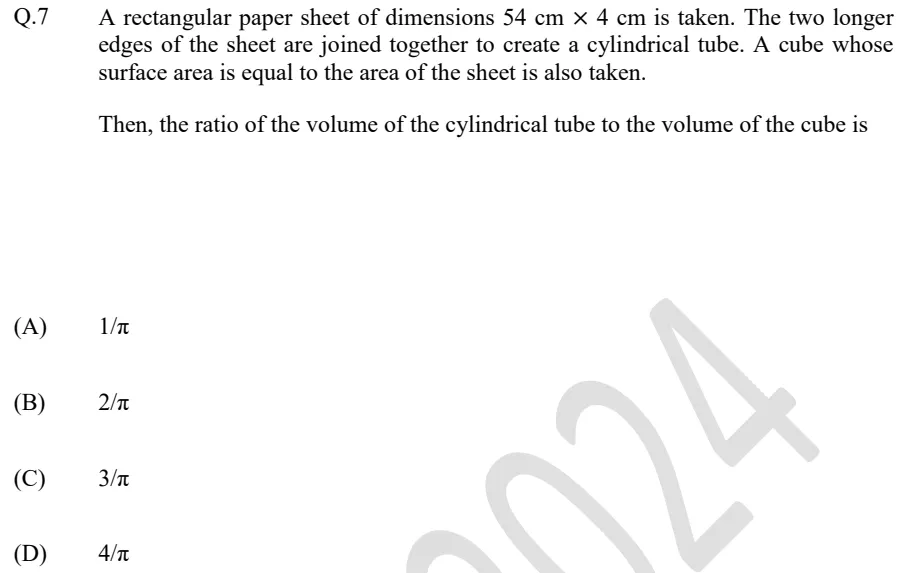 Q.7 A rectangular paper sheet of dimensions 54 cm × 4 cm is taken. The two longer
edges of the sheet are joined together to create a cylindrical tube. A cube whose
surface area is equal to the area of the sheet is also taken.
Then, the ratio of the volume of the cylindrical tube to the volume of the cube is
(A) 1/π
(B) 2/π
(C) 3/π
(D) 4/π
2024